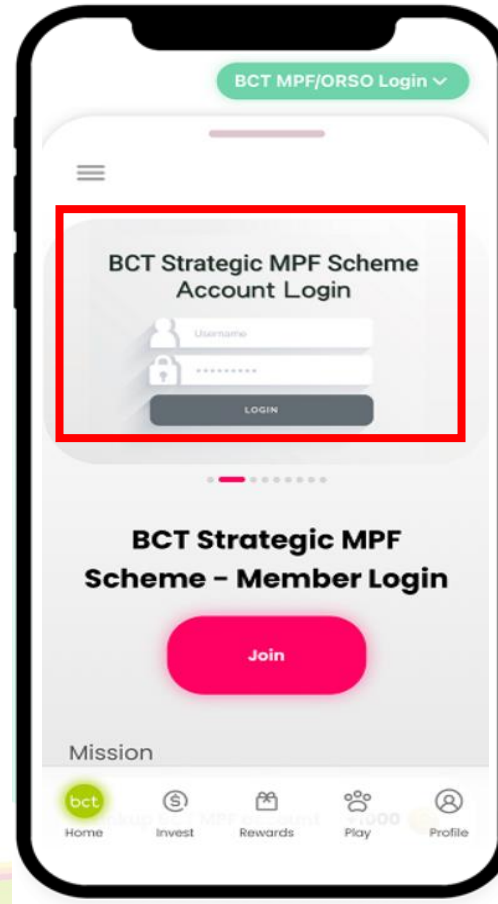 BCT MPF/ORSO Login
BCT Strategic MPF Scheme
Account Login
Username
*********
LOGIN
BCT Strategic MPF
Scheme - Member Login
Join
Mission
bct
Home
Invest
Rewards
Play
Profile